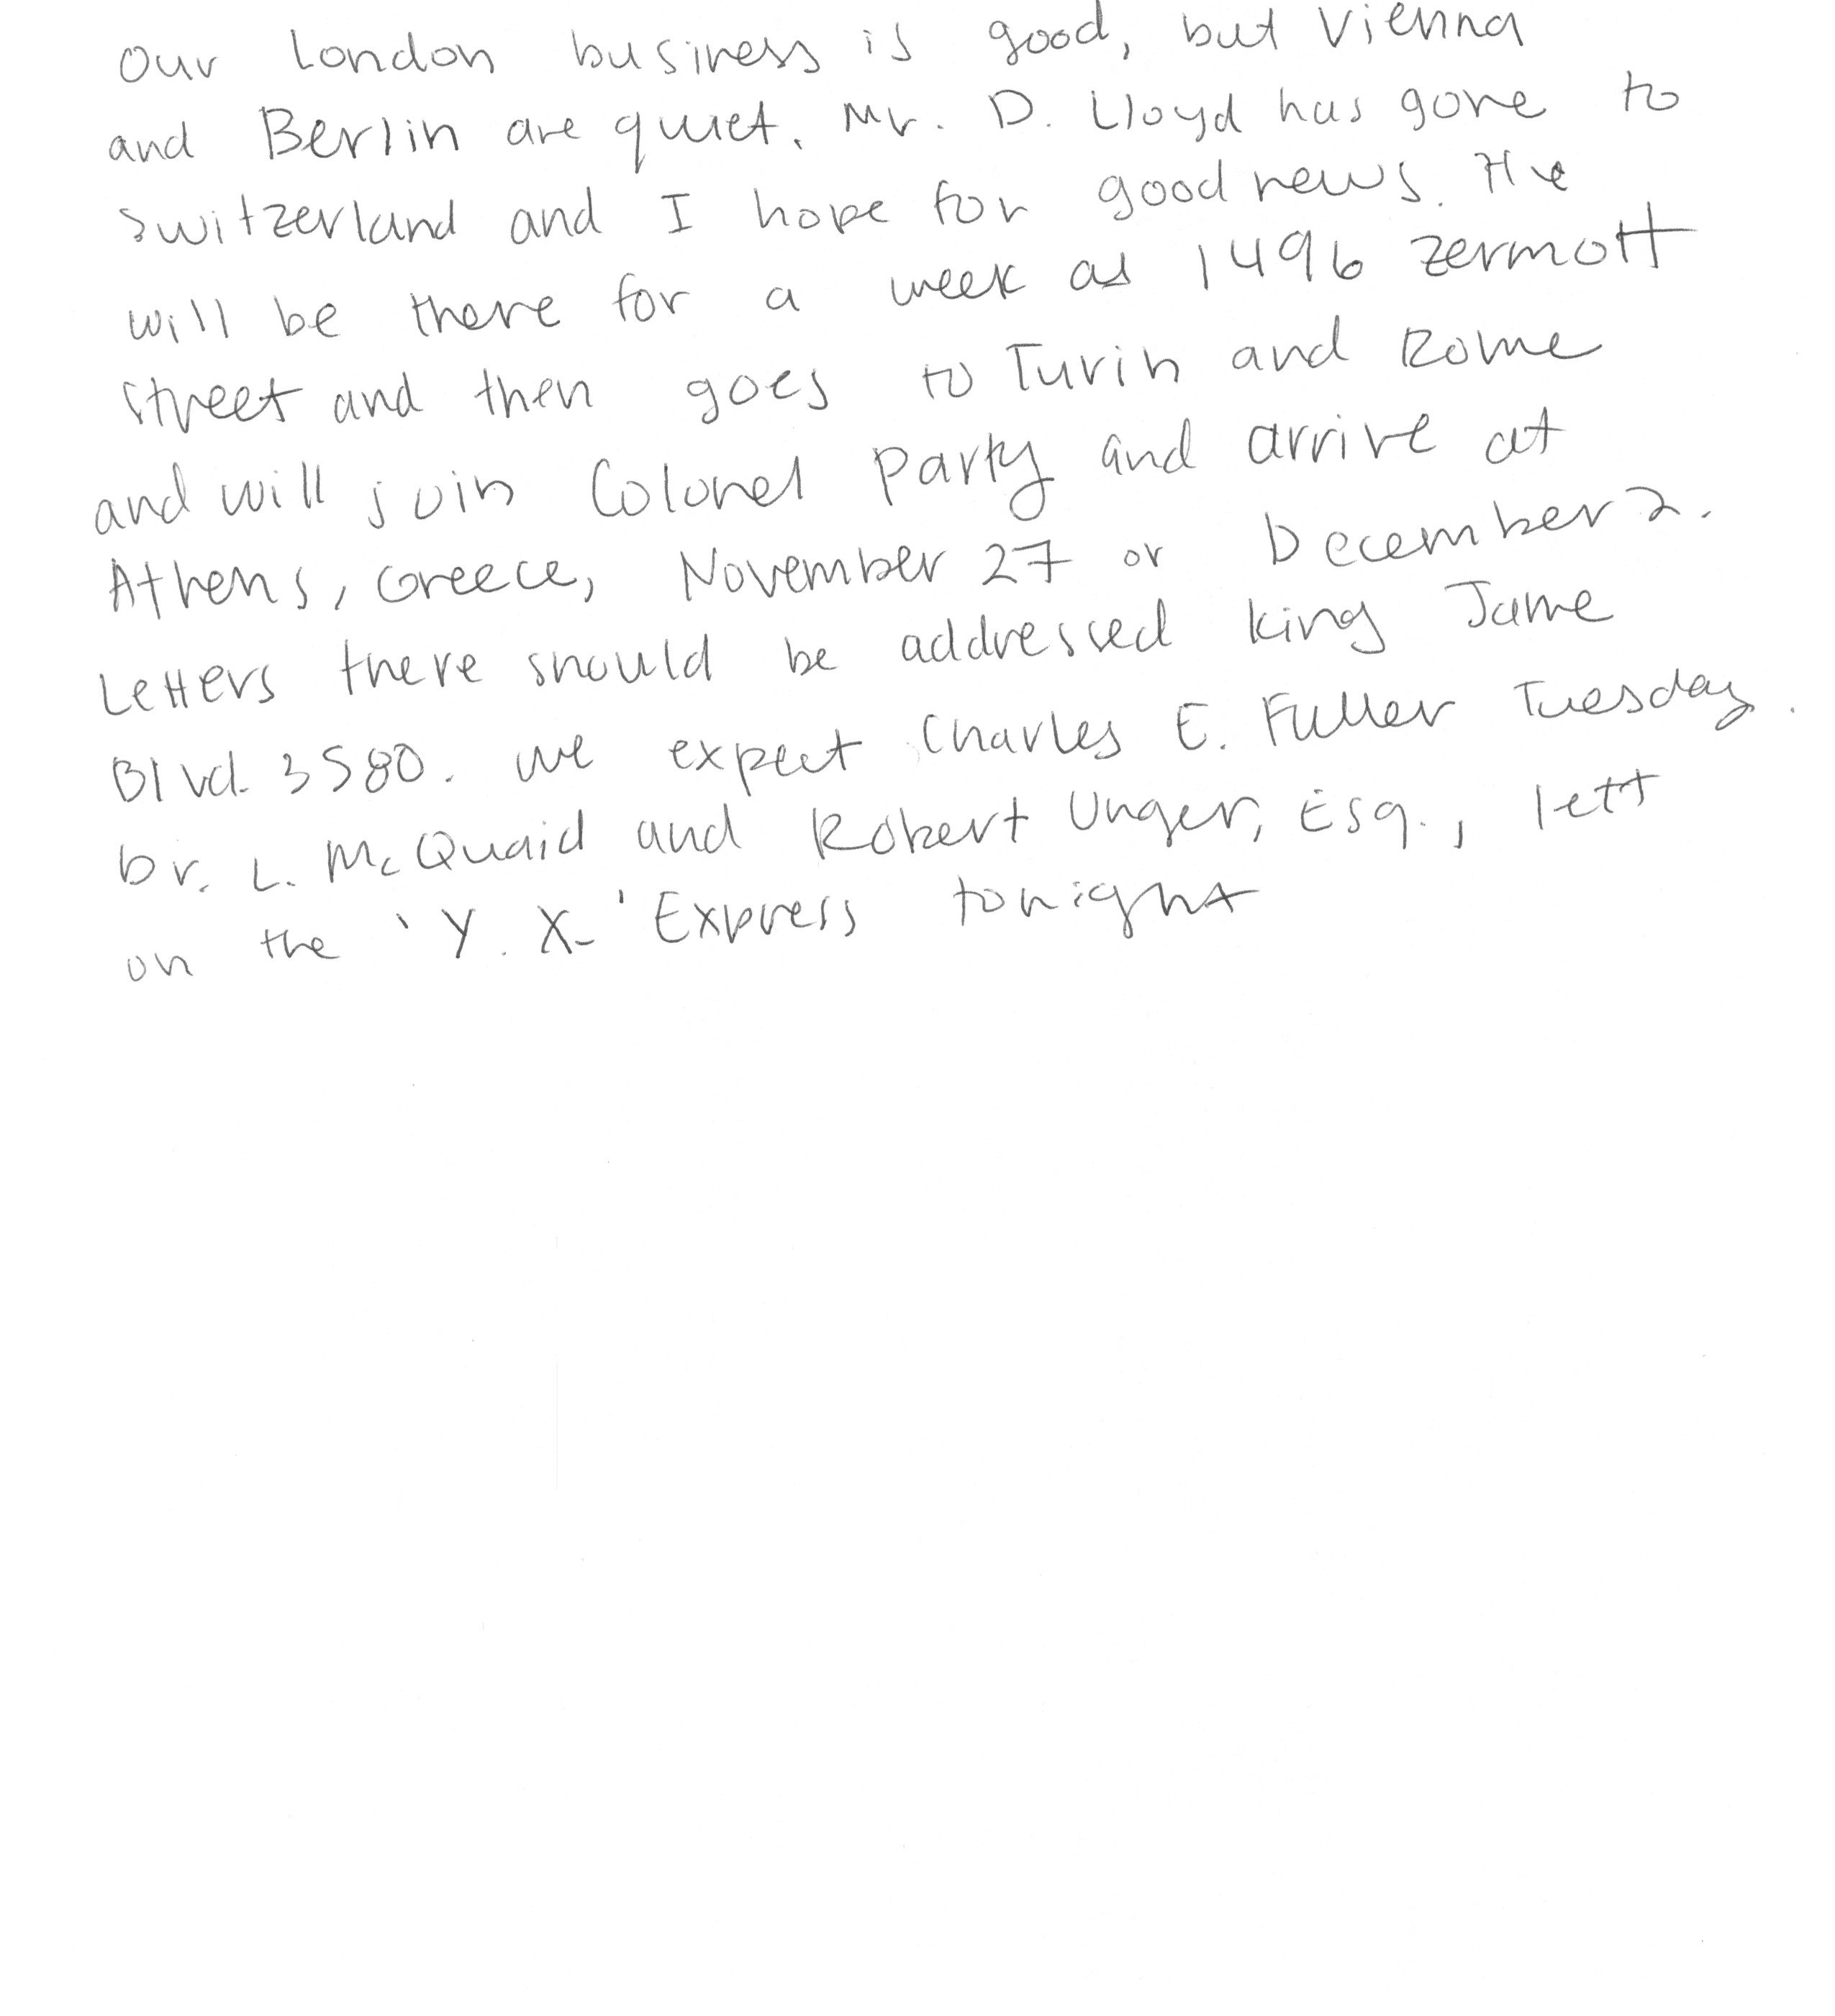 Our London business is good, but Vienna
and Berlin are quiet. Mr. D. Lloyd has gone to
Switzerland and I hope for good news. He
will be there for a week as 1496 Zermott
street and then goes to Turin and Rome
and will join Colonel Party and arrive at
Athens, Greece, November 27 or December 2.
Letters there should be addressed King Jame
Blvd. 3580. We expect Charles E. Fuller Tuesday.
Dr. L. McQuaid and Robert Unger, Esq., lett
on the 'Y. X.' Express tonight